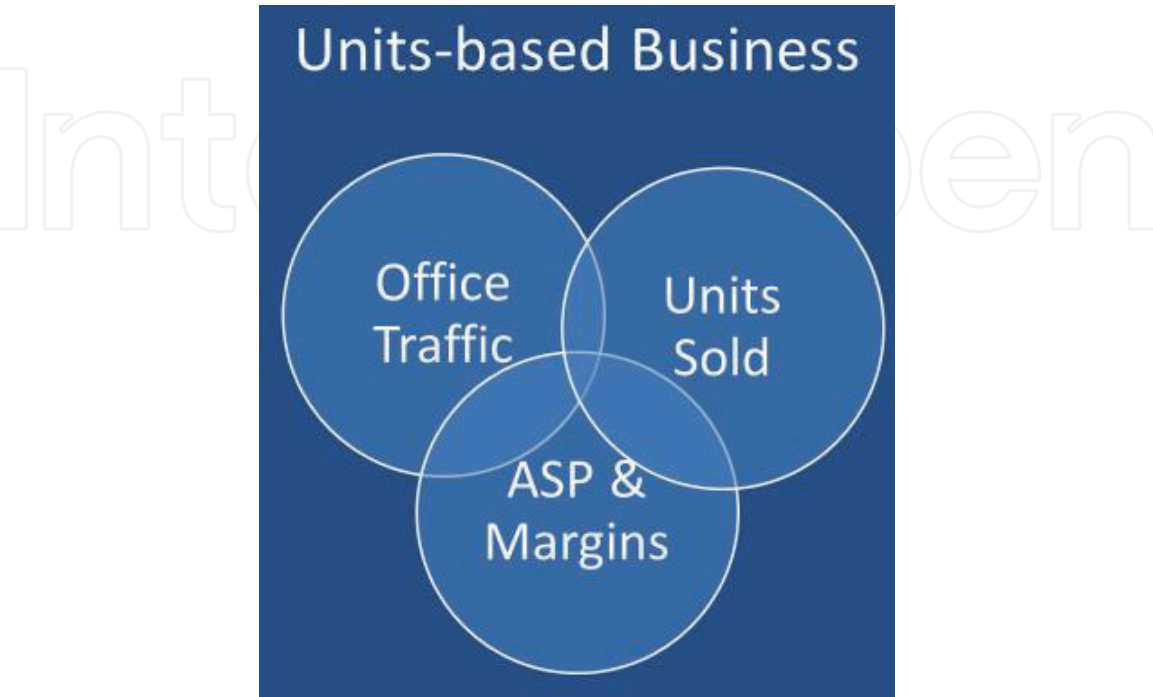 Units-based Business
Office
Traffic
Units
Sold
ASP &
Margins